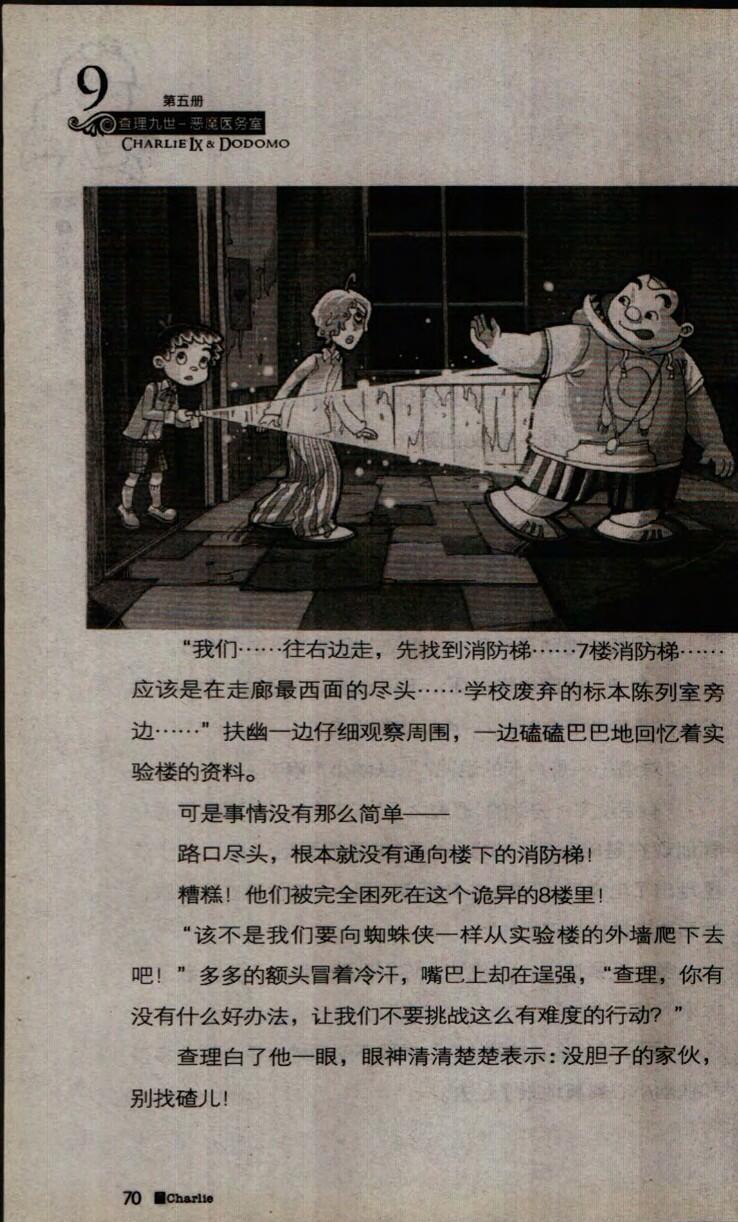 9
第五册
查理九世-恶魔医务室
CHARLIE IX & DODOMO
“我们……往右边走，先找到消防梯……7楼消防梯……
应该是在走廊最西面的尽头……学校废弃的标本陈列室旁
边……”扶幽一边仔细观察周围，一边磕磕巴巴地回忆着实
验楼的资料。
可是事情没有那么简单——
路口尽头，根本就没有通向楼下的消防梯！
糟糕！他们被完全困死在这个诡异的8楼里！
“该不是我们要向蜘蛛侠一样从实验楼的外墙爬下去
吧！”多多的额头冒着冷汗，嘴巴上却在逞强，“查理，你有
没有什么好办法，让我们不要挑战这么有难度的行动？”
查理白了他一眼，眼神清清楚楚表示：没胆子的家伙，
别找碴儿！
70 Charlie